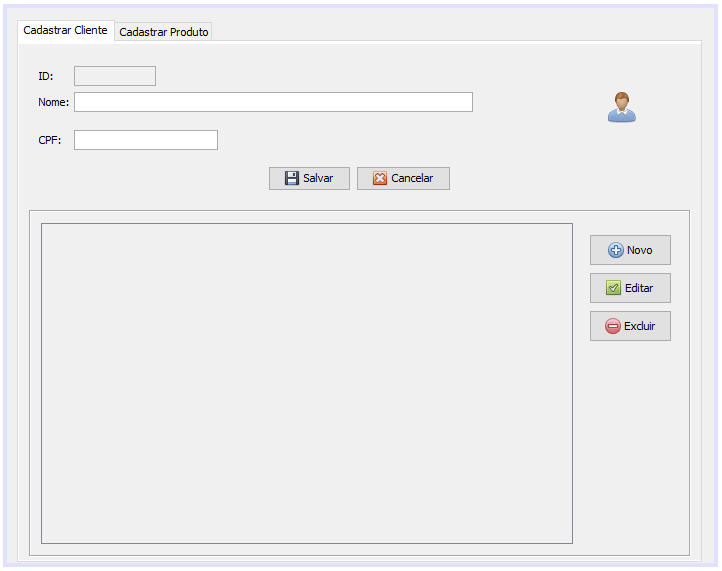 Cadastrar Cliente
Cadastrar Produto
ID:
Nome:
CPF:
Salvar
Cancelar
Novo
Editar
Excluir